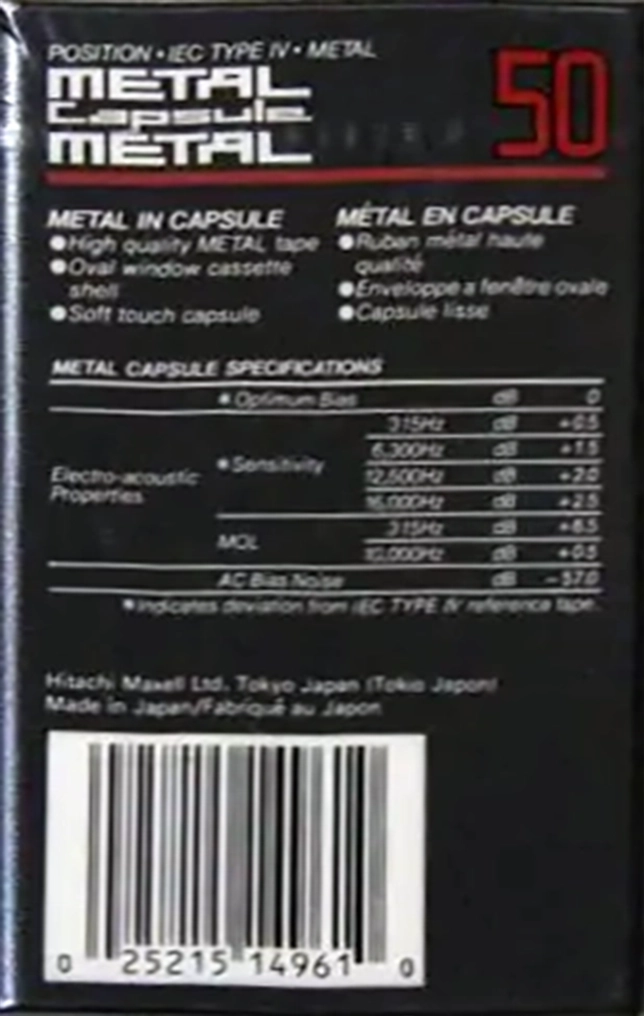 POSITION • IEC TYPE IV • METAL
METAL
Capsule
MÉTAL
50
METAL IN CAPSULE
●High quality METAL tape
●Oval window cassette
shell
●Soft touch capsule
MÉTAL EN CAPSULE
●Ruban métal haute
qualité
●Enveloppe a fenêtre ovale
●Capsule lisse
METAL CAPSULE SPECIFICATIONS
*Optimum Bias dB 0
Electro-acoustic
Properties
*Sensitivity
315Hz dB +0.5
6,300Hz dB +1.5
12,500Hz dB +2.0
16,000Hz dB +2.5
MOL
315Hz dB +6.5
10,000Hz dB +0.5
AC Bias Noise dB -57.0
*Indicates deviation from IEC TYPE IV reference tape.
Hitachi Maxell Ltd. Tokyo Japan (Tokio Japon)
Made in Japan/Fabriqué au Japon
0 25215 14961 0